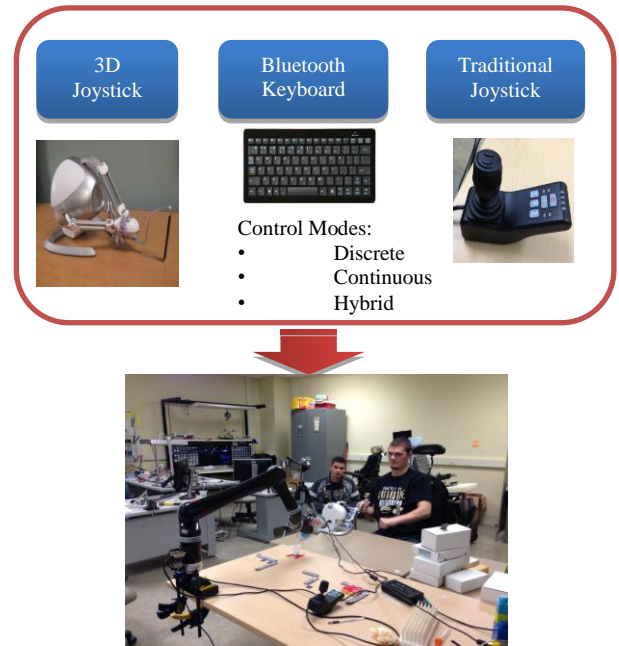 3D
Joystick
Bluetooth
Keyboard
Traditional
Joystick
Control Modes:
• Discrete
• Continuous
• Hybrid